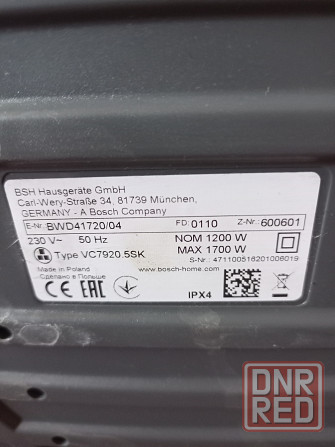 BSH Hausgeräte GmbH
Carl-Wery-Straße 34, 81739 München,
GERMANY - A Bosch Company
E-Nr.: BWD41720/04 FD: 0110 Z-Nr.: 600601
230 V~ 50 Hz NOM 1200 W
Type VC7920.5SK MAX 1700 W
S-Nr.: 471100516201006019
Made in Poland www.bosch-home.com
Сделано в Польше
IPX4
DNR
RED